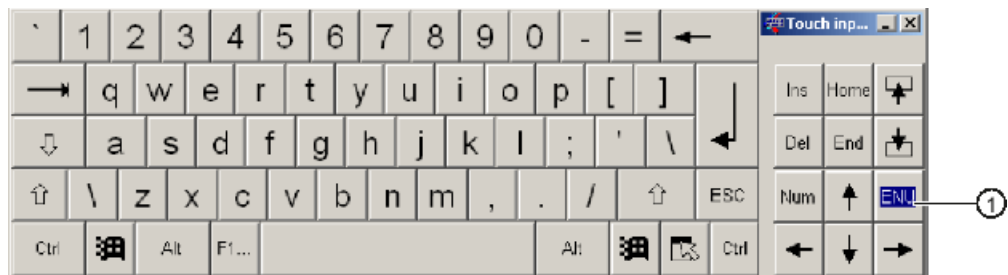 ` 1 2 3 4 5 6 7 8 9 0 - = Touch inp...
q w e r t y u i o p [ ] Ins Home
a s d f g h j k l ; ' \ Del End
\ z x c v b n m , . / ESC Num ENU 1
Ctrl Alt F1... Alt Ctrl